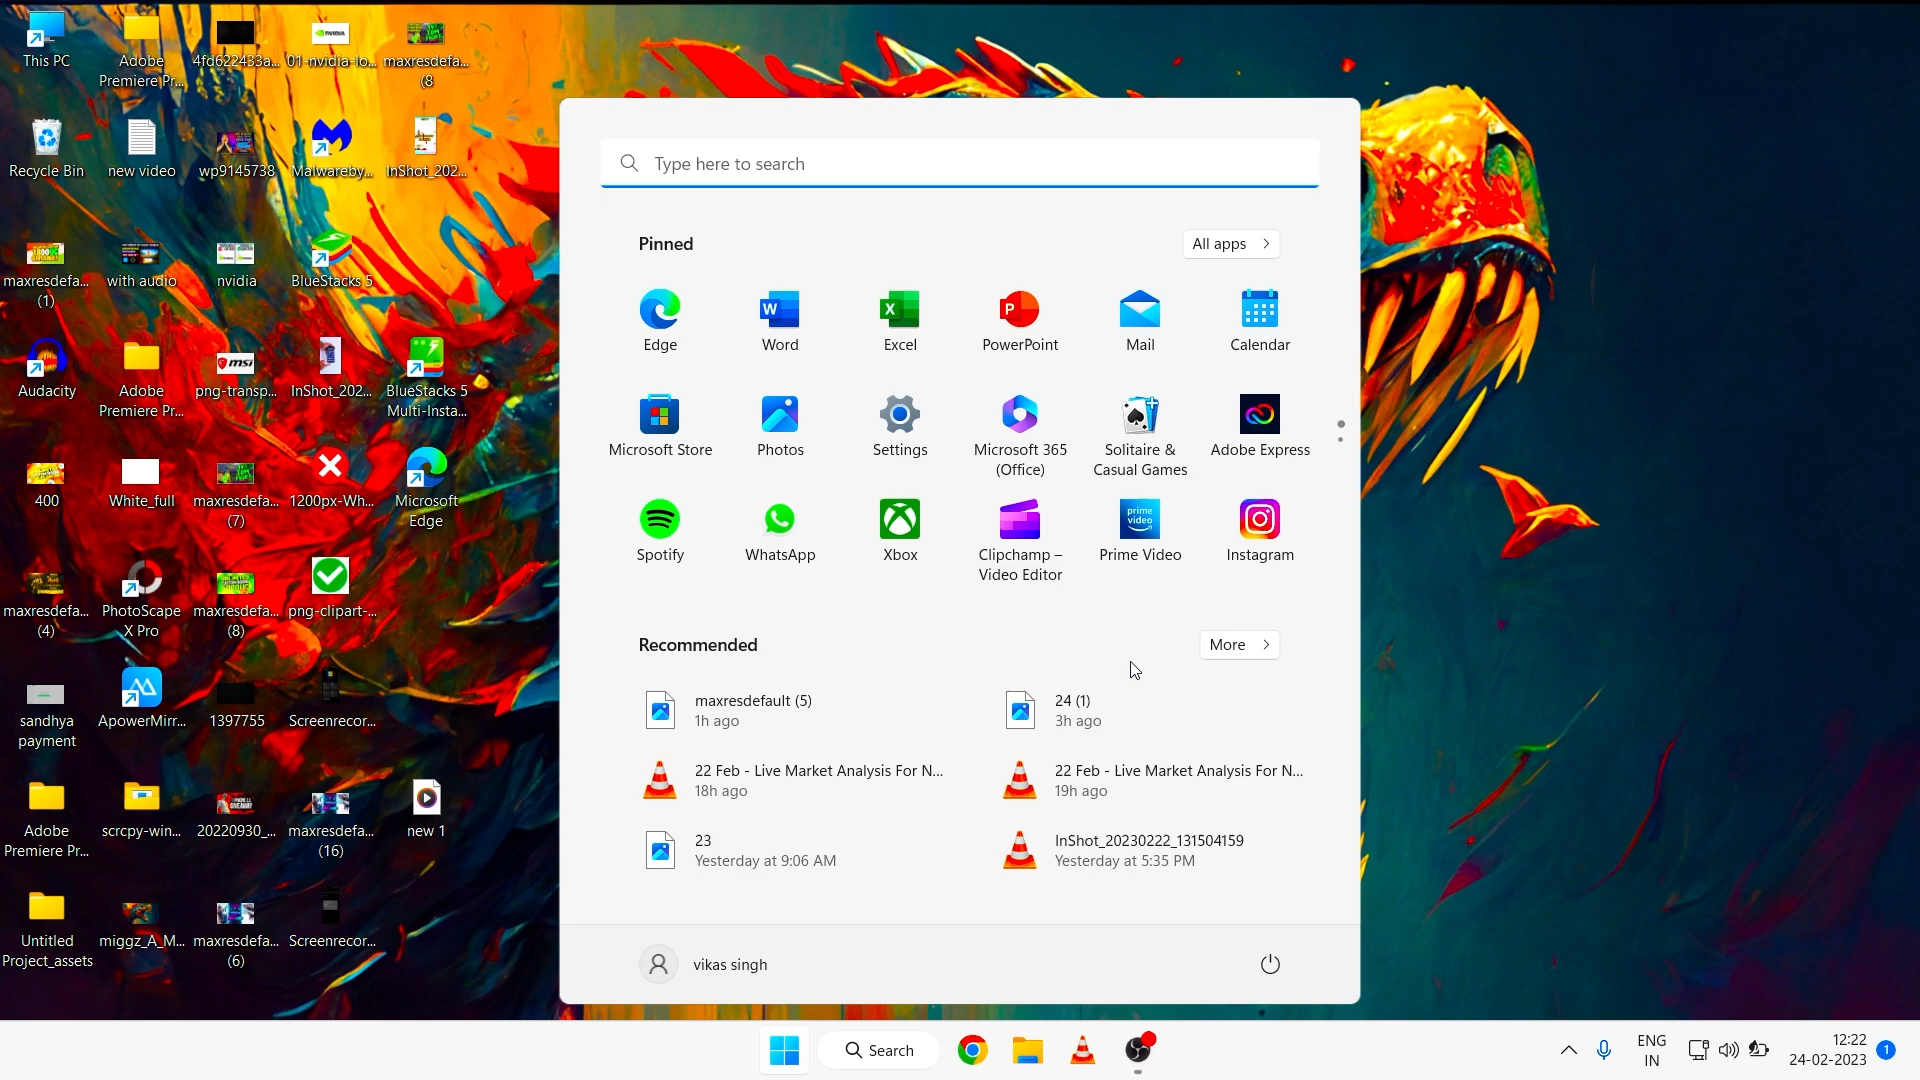 This PC
Adobe
Premiere Pr...
4fd622433a...
01-nvidia-lo...
maxresdefa...
(8
Recycle Bin
new video
wp9145738
Malwareby...
InShot_202...
maxresdefa...
(1)
with audio
nvidia
BlueStacks 5
Audacity
Adobe
Premiere Pr...
png-transp...
InShot_202...
BlueStacks 5
Multi-Insta...
400
White_full
maxresdefa...
(7)
1200px-Wh...
Microsoft
Edge
maxresdefa...
(4)
PhotoScape
X Pro
maxresdefa...
(8)
png-clipart-...
sandhya
payment
ApowerMirr...
1397755
Screenrecor...
Adobe
Premiere Pr...
scrcpy-win...
20220930_...
maxresdefa...
(16)
new 1
Untitled
Project_assets
miggz_A_M...
maxresdefa...
(6)
Screenrecor...
Type here to search
Pinned
All apps
Edge
Word
Excel
PowerPoint
Mail
Calendar
Microsoft Store
Photos
Settings
Microsoft 365
(Office)
Solitaire &
Casual Games
Adobe Express
Spotify
WhatsApp
Xbox
Clipchamp –
Video Editor
prime
video
Prime Video
Instagram
Recommended
More
maxresdefault (5)
1h ago
24 (1)
3h ago
22 Feb - Live Market Analysis For N...
18h ago
22 Feb - Live Market Analysis For N...
19h ago
23
Yesterday at 9:06 AM
InShot_20230222_131504159
Yesterday at 5:35 PM
vikas singh
Search
ENG
IN
12:22
24-02-2023
1